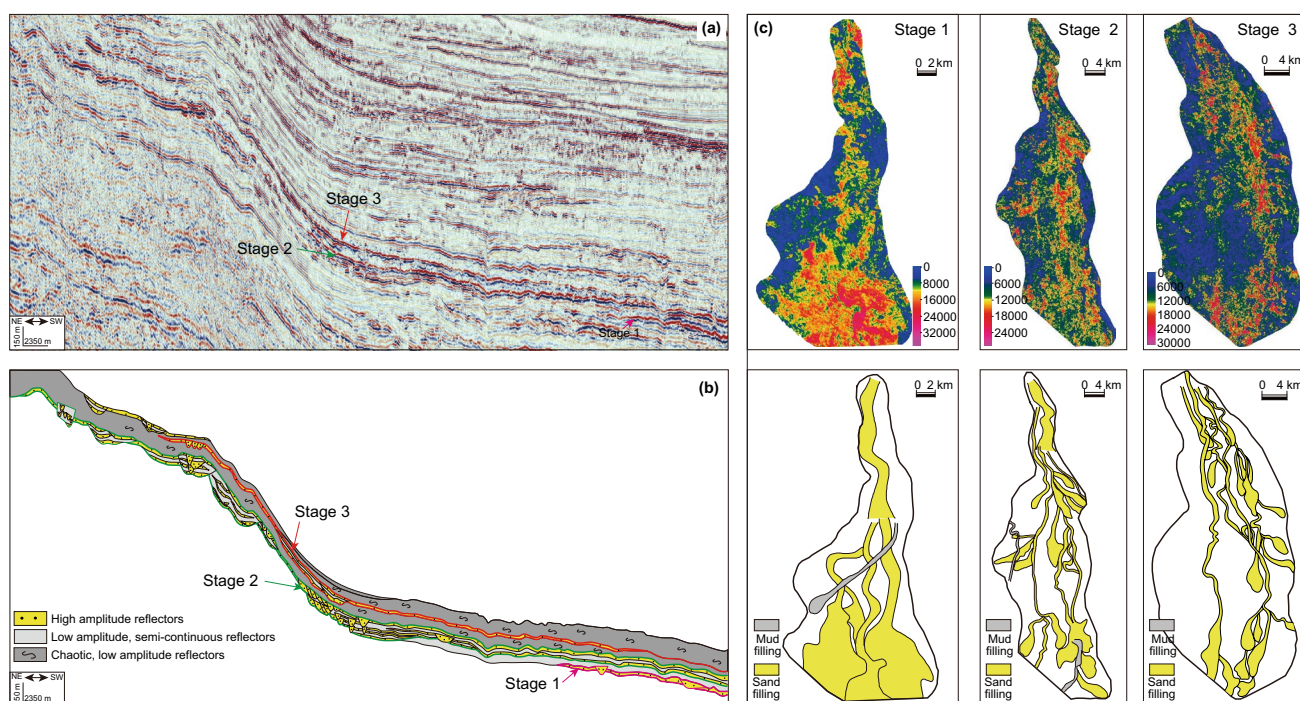 (a)
Stage 3
Stage 2
Stage 1
NE SW
150 m
2350 m
(b)
Stage 3
Stage 2
Stage 1
High amplitude reflectors
Low amplitude, semi-continuous reflectors
Chaotic, low amplitude reflectors
S S S S S S S S S S S S
NE SW
150 m
2350 m
(c)
Stage 1
0 2 km
0
8000
16000
24000
32000
Stage 2
0 4 km
0
6000
12000
18000
24000
Stage 3
0 4 km
0
6000
12000
18000
24000
30000
0 2 km
Mud
filling
Sand
filling
0 4 km
Mud
filling
Sand
filling
0 4 km
Mud
filling
Sand
filling